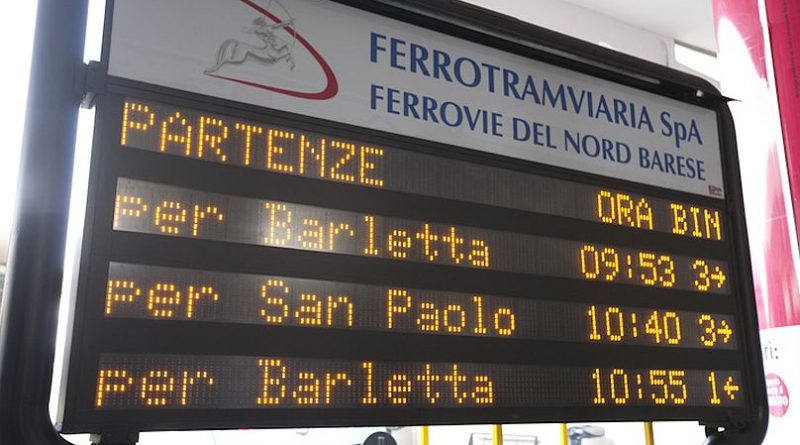 FERROTRAMVIARIA SpA
FERROVIE DEL NORD BARESE
PARTENZE ORA BIN
per Barletta 09:53 3→
per San Paolo 10:40 3→
per Barletta 10:55 1←